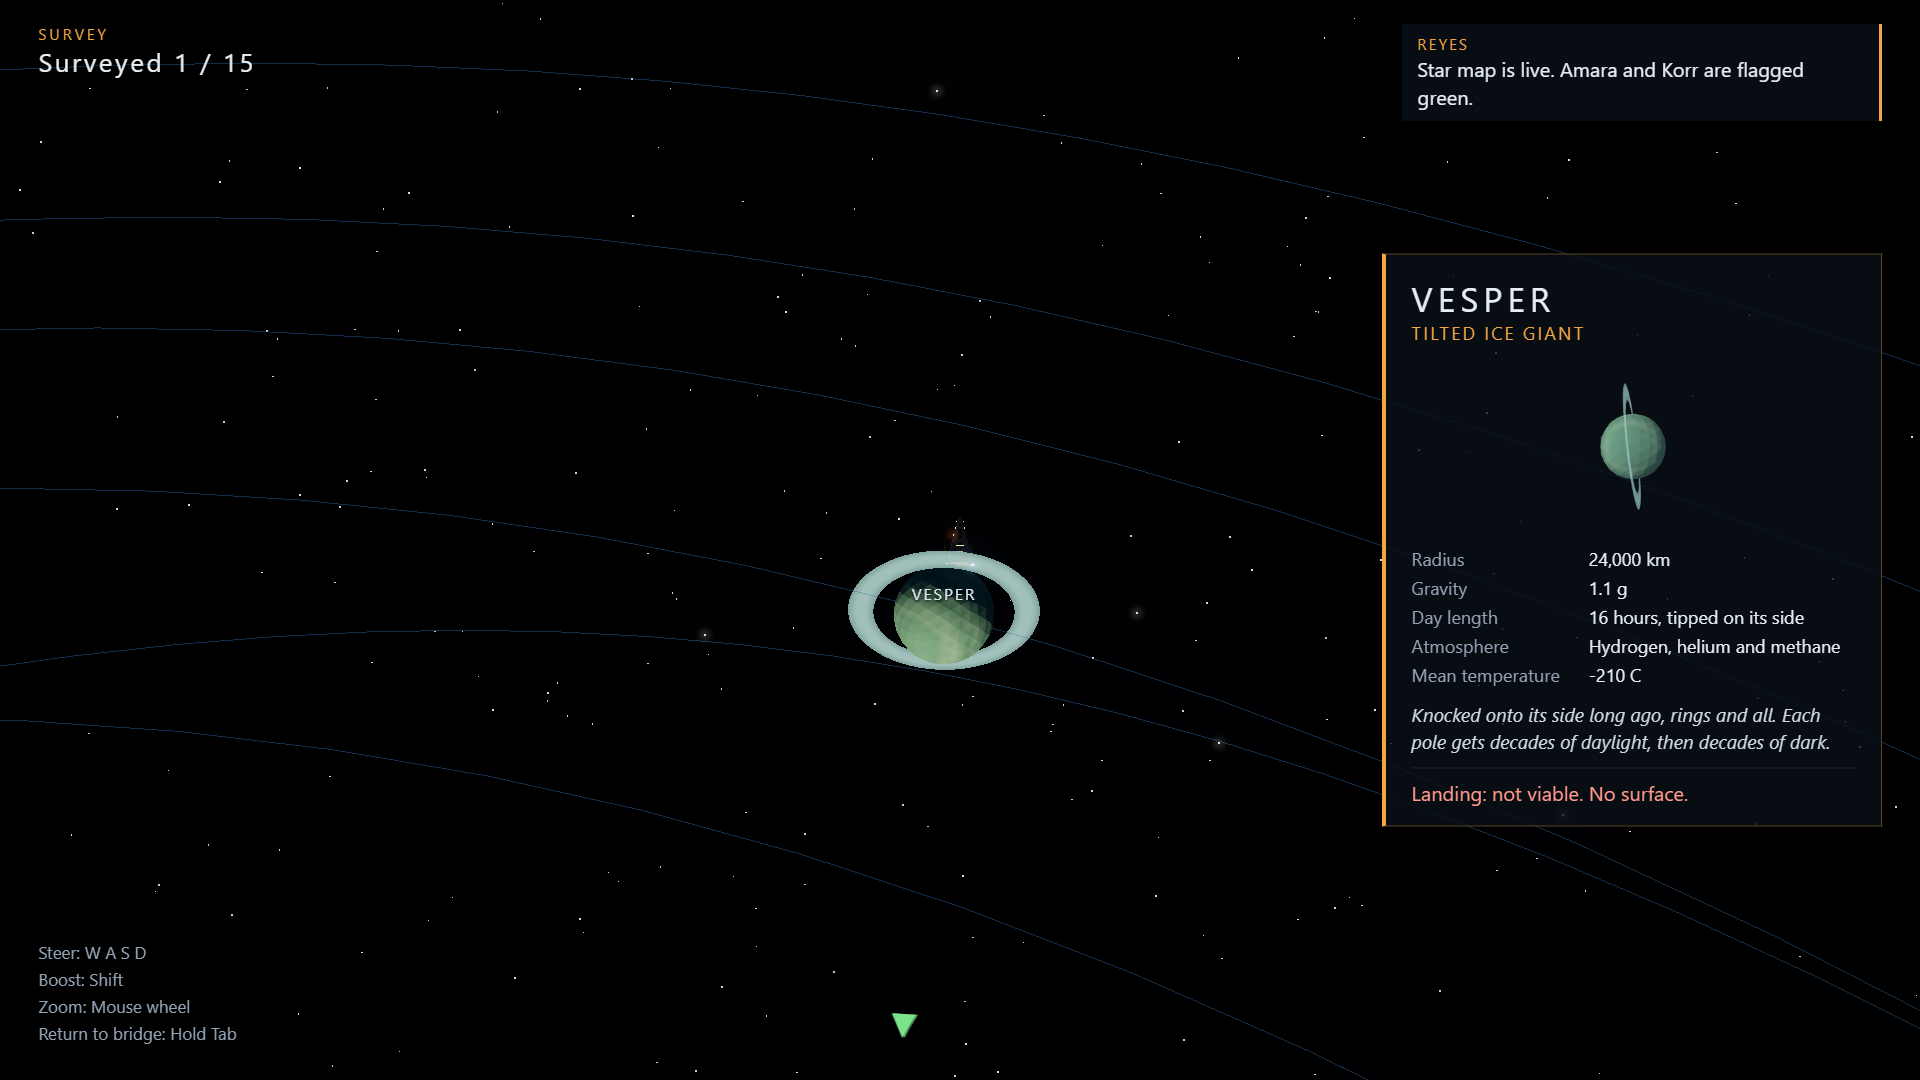 SURVEY
Surveyed 1 / 15
REYES
Star map is live. Amara and Korr are flagged
green.
VESPER
TILTED ICE GIANT
Radius 24,000 km
Gravity 1.1 g
Day length 16 hours, tipped on its side
Atmosphere Hydrogen, helium and methane
Mean temperature -210 C
Knocked onto its side long ago, rings and all. Each
pole gets decades of daylight, then decades of dark.
Landing: not viable. No surface.
VESPER
Steer: W A S D
Boost: Shift
Zoom: Mouse wheel
Return to bridge: Hold Tab